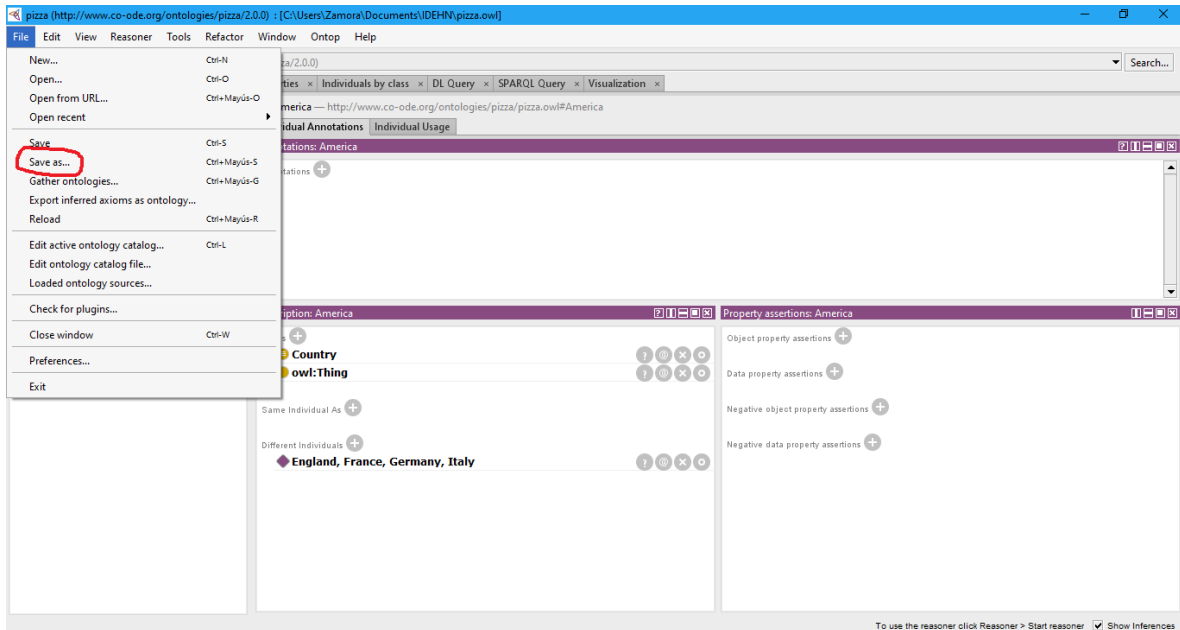 pizza (http://www.co-ode.org/ontologies/pizza/2.0.0) : [C:\Users\Zamora\Documents\IDEHN\pizza.owl]
File Edit View Reasoner Tools Refactor Window Ontop Help
New... Ctrl-N
Open... Ctrl-O
Open from URL... Ctrl+Mayús-O
Open recent
Save Ctrl-S
Save as... Ctrl+Mayús-S
Gather ontologies... Ctrl+Mayús-G
Export inferred axioms as ontology...
Reload Ctrl+Mayús-R
Edit active ontology catalog... Ctrl-L
Edit ontology catalog file...
Loaded ontology sources...
Check for plugins...
Close window Ctrl-W
Preferences...
Exit
za/2.0.0) Search...
ties × Individuals by class × DL Query × SPARQL Query × Visualization ×
merica — http://www.co-ode.org/ontologies/pizza/pizza.owl#America
idual Annotations Individual Usage
tations: America
tations
iption: America
s
Country
owl:Thing
Same Individual As
Different Individuals
England, France, Germany, Italy
Property assertions: America
Object property assertions
Data property assertions
Negative object property assertions
Negative data property assertions
To use the reasoner click Reasoner > Start reasoner Show Inferences